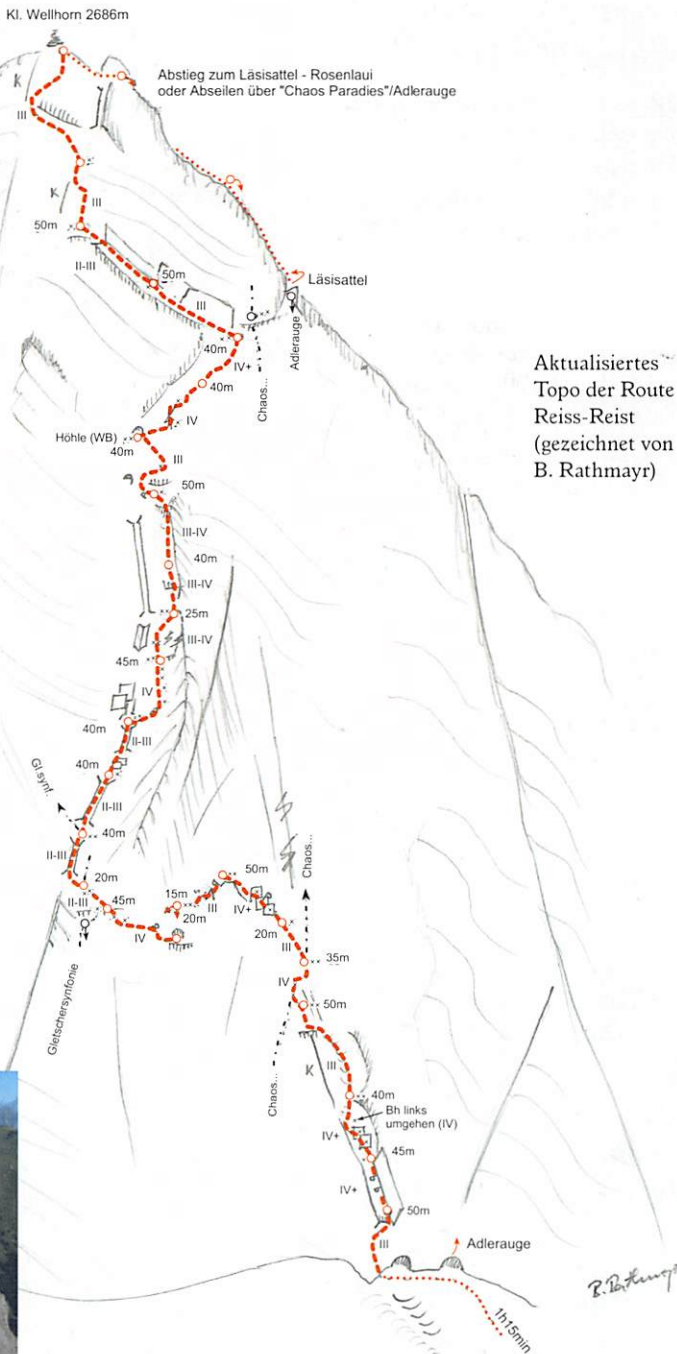 Kl. Wellhorn 2686m
Abstieg zum Läsisattel - Rosenlaui
oder Abseilen über "Chaos Paradies"/Adlerauge
K
III
K
III
50m
II-III
50m
III
Läsisattel
Adlerauge
40m
Chaos...
IV+
40m
Aktualisiertes
Topo der Route
Reiss-Reist
(gezeichnet von
B. Rathmayr)
IV
Höhle (WB)
40m
III
50m
III-IV
40m
III-IV
25m
III-IV
45m
IV
40m
II-III
40m
Gl.synf.
II-III
40m
II-III
20m
II-III
45m
IV
Gletschersynfonie
15m
20m
III
50m
IV+
20m
III
Chaos...
35m
IV
50m
Chaos...
K
III
40m
Bh links
umgehen (IV)
IV+
45m
IV+
50m
III
Adlerauge
1h15min